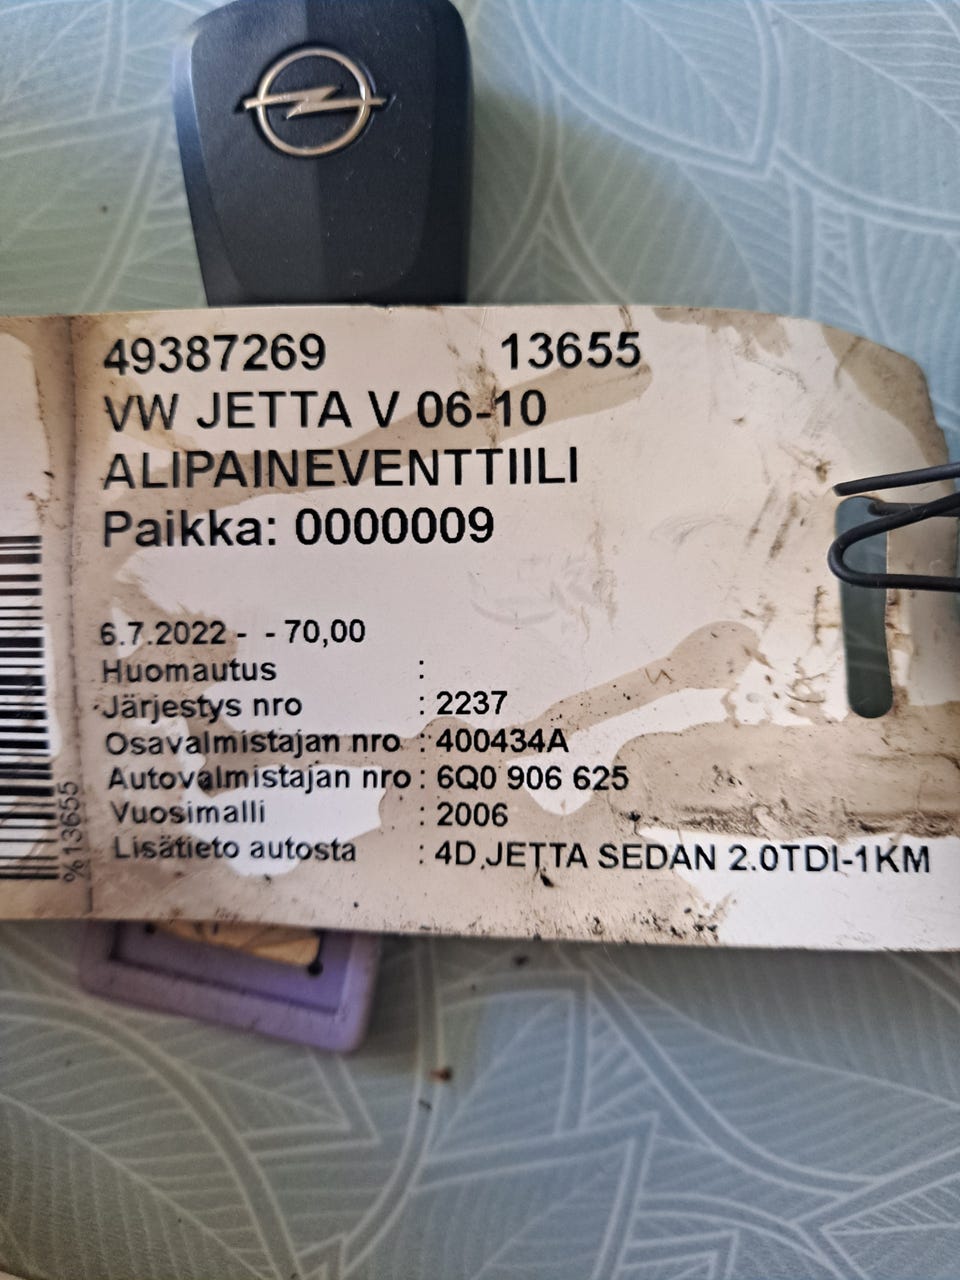 49387269 13655
VW JETTA V 06-10
ALIPAINEVENTTIILI
Paikka: 0000009
6.7.2022 - - 70,00
Huomautus :
Järjestys nro : 2237
Osavalmistajan nro : 400434A
Autovalmistajan nro : 6Q0 906 625
Vuosimalli : 2006
Lisätieto autosta : 4D,JETTA SEDAN 2.0TDI-1KM
%13655